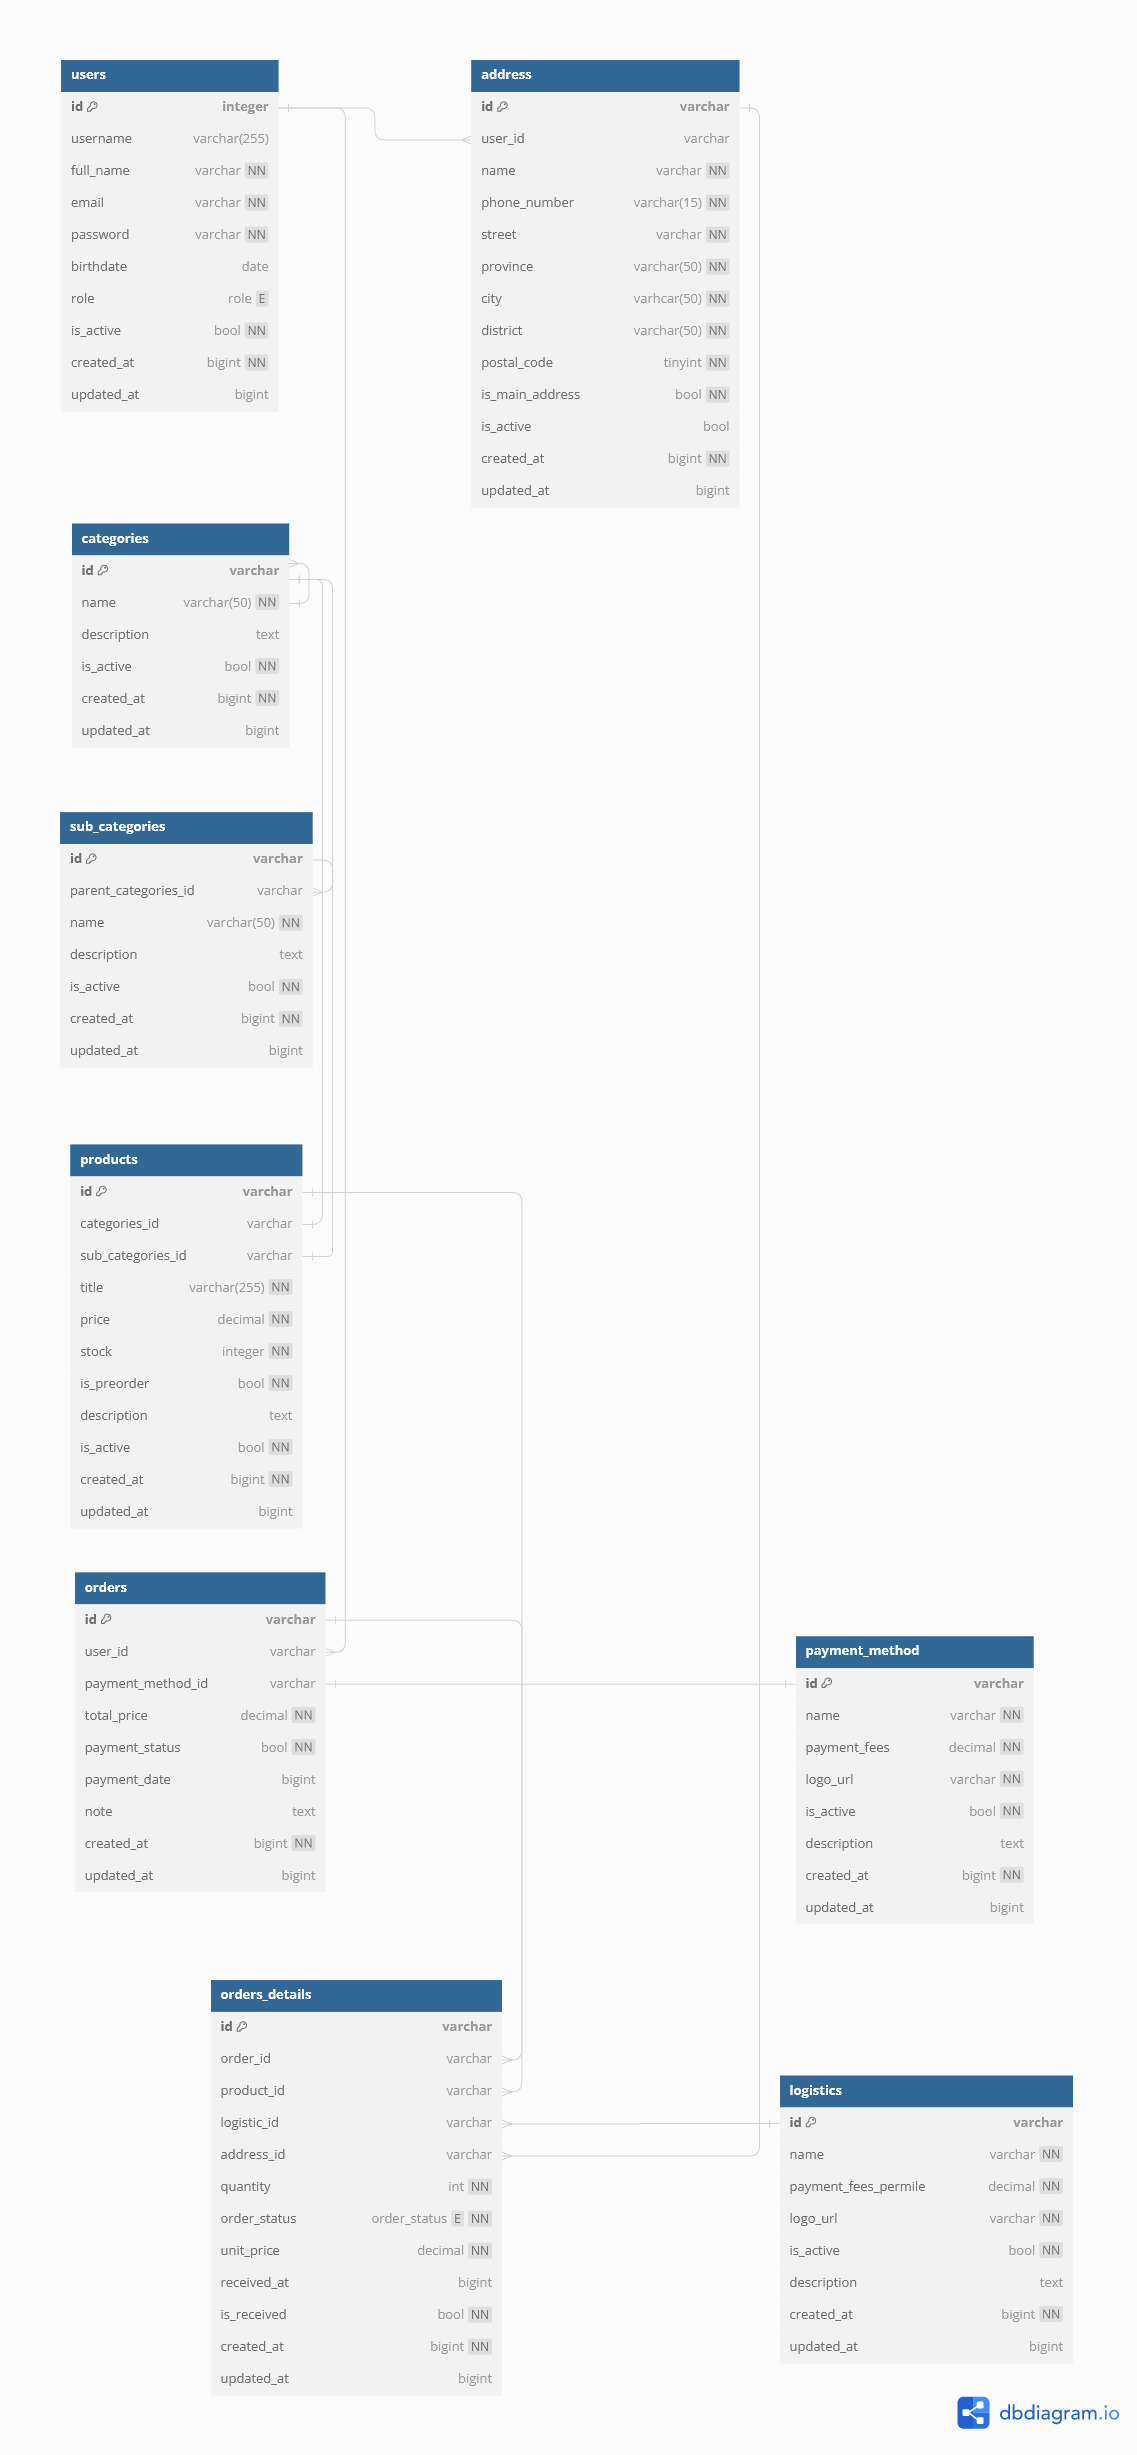 users
id integer
username varchar(255)
full_name varchar NN
email varchar NN
password varchar NN
birthdate date
role role E
is_active bool NN
created_at bigint NN
updated_at bigint
address
id varchar
user_id varchar
name varchar NN
phone_number varchar(15) NN
street varchar NN
province varchar(50) NN
city varhcar(50) NN
district varchar(50) NN
postal_code tinyint NN
is_main_address bool NN
is_active bool
created_at bigint NN
updated_at bigint
categories
id varchar
name varchar(50) NN
description text
is_active bool NN
created_at bigint NN
updated_at bigint
sub_categories
id varchar
parent_categories_id varchar
name varchar(50) NN
description text
is_active bool NN
created_at bigint NN
updated_at bigint
products
id varchar
categories_id varchar
sub_categories_id varchar
title varchar(255) NN
price decimal NN
stock integer NN
is_preorder bool NN
description text
is_active bool NN
created_at bigint NN
updated_at bigint
orders
id varchar
user_id varchar
payment_method_id varchar
total_price decimal NN
payment_status bool NN
payment_date bigint
note text
created_at bigint NN
updated_at bigint
payment_method
id varchar
name varchar NN
payment_fees decimal NN
logo_url varchar NN
is_active bool NN
description text
created_at bigint NN
updated_at bigint
orders_details
id varchar
order_id varchar
product_id varchar
logistic_id varchar
address_id varchar
quantity int NN
order_status order_status E NN
unit_price decimal NN
received_at bigint
is_received bool NN
created_at bigint NN
updated_at bigint
logistics
id varchar
name varchar NN
payment_fees_permile decimal NN
logo_url varchar NN
is_active bool NN
description text
created_at bigint NN
updated_at bigint
dbdiagram.io